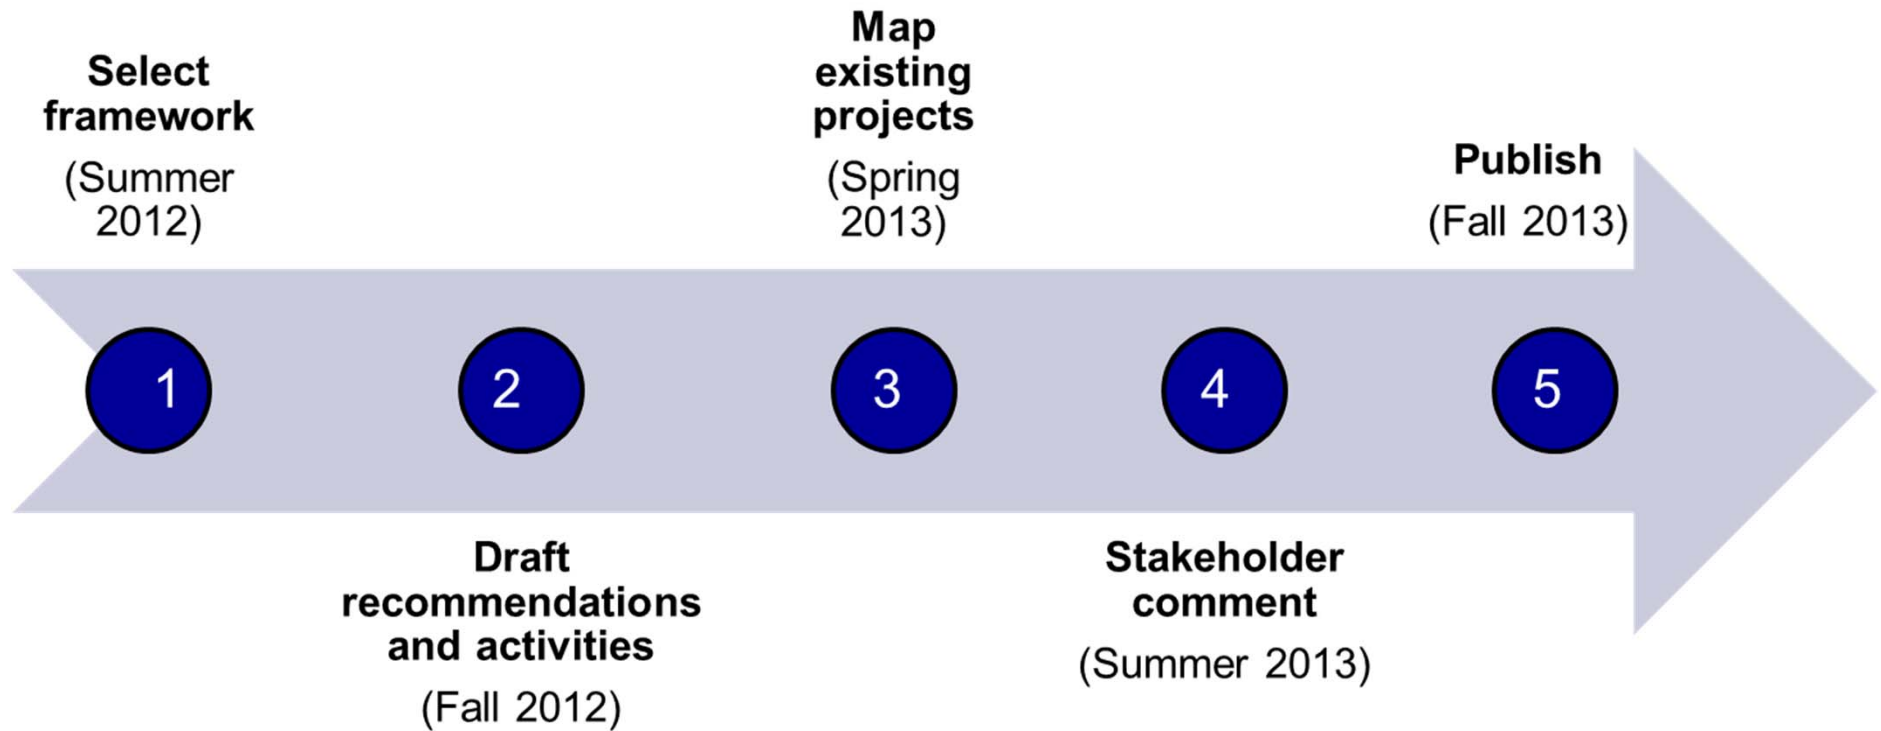 Select
framework
(Summer
2012)
Map
existing
projects
(Spring
2013)
Publish
(Fall 2013)
1
2
3
4
5
Draft
recommendations
and activities
(Fall 2012)
Stakeholder
comment
(Summer 2013)